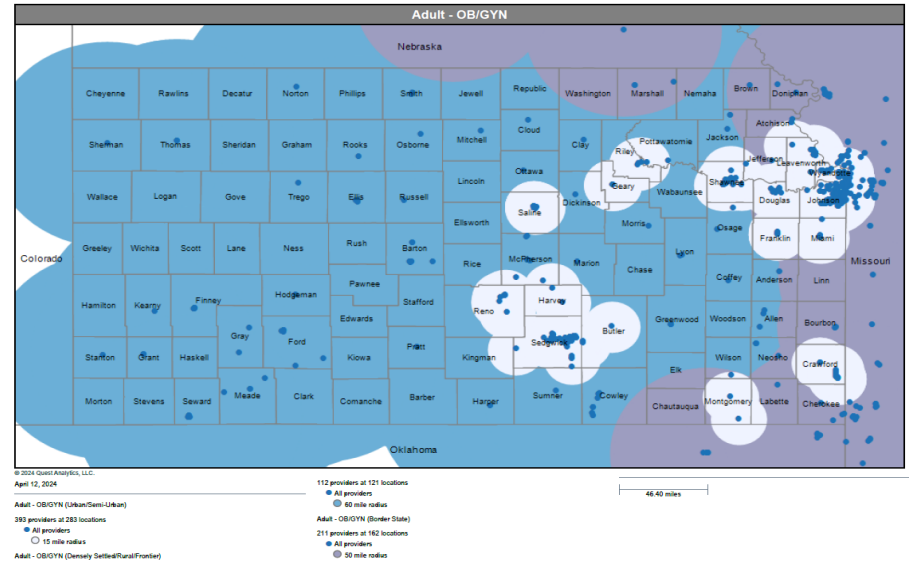 Adult - OB/GYN
Nebraska
Cheyenne Rawlins Decatur Norton Phillips Smith Jewell Republic Washington Marshall Nemaha Brown Doniphan
Atchison
Sherman Thomas Sheridan Graham Rooks Osborne Mitchell Cloud Clay Riley Pottawatomie Jackson Jefferson Leavenworth
Wyandotte
Wallace Logan Gove Trego Ellis Russell Lincoln Ottawa Dickinson Geary Wabaunsee Shawnee Douglas Johnson
Saline
Ellsworth Morris Osage Franklin Miami
Greeley Wichita Scott Lane Ness Rush Barton Rice McPherson Marion Chase Lyon Coffey Anderson Linn
Colorado Missouri
Hamilton Kearny Finney Hodgeman Pawnee Stafford Reno Harvey
Edwards Greenwood Woodson Allen Bourbon
Gray Ford Butler
Stanton Grant Haskell Kiowa Pratt Kingman Sedgwick Elk Wilson Neosho Crawford
Morton Stevens Seward Meade Clark Comanche Barber Harper Sumner Cowley Chautauqua Montgomery Labette Cherokee
Oklahoma
© 2024 Quest Analytics, LLC.
April 12, 2024
Adult - OB/GYN (Urban/Semi-Urban)
393 providers at 283 locations
All providers
15 mile radius
Adult - OB/GYN (Densely Settled/Rural/Frontier)
112 providers at 121 locations
All providers
60 mile radius
Adult - OB/GYN (Border State)
211 providers at 162 locations
All providers
50 mile radius
46.40 miles